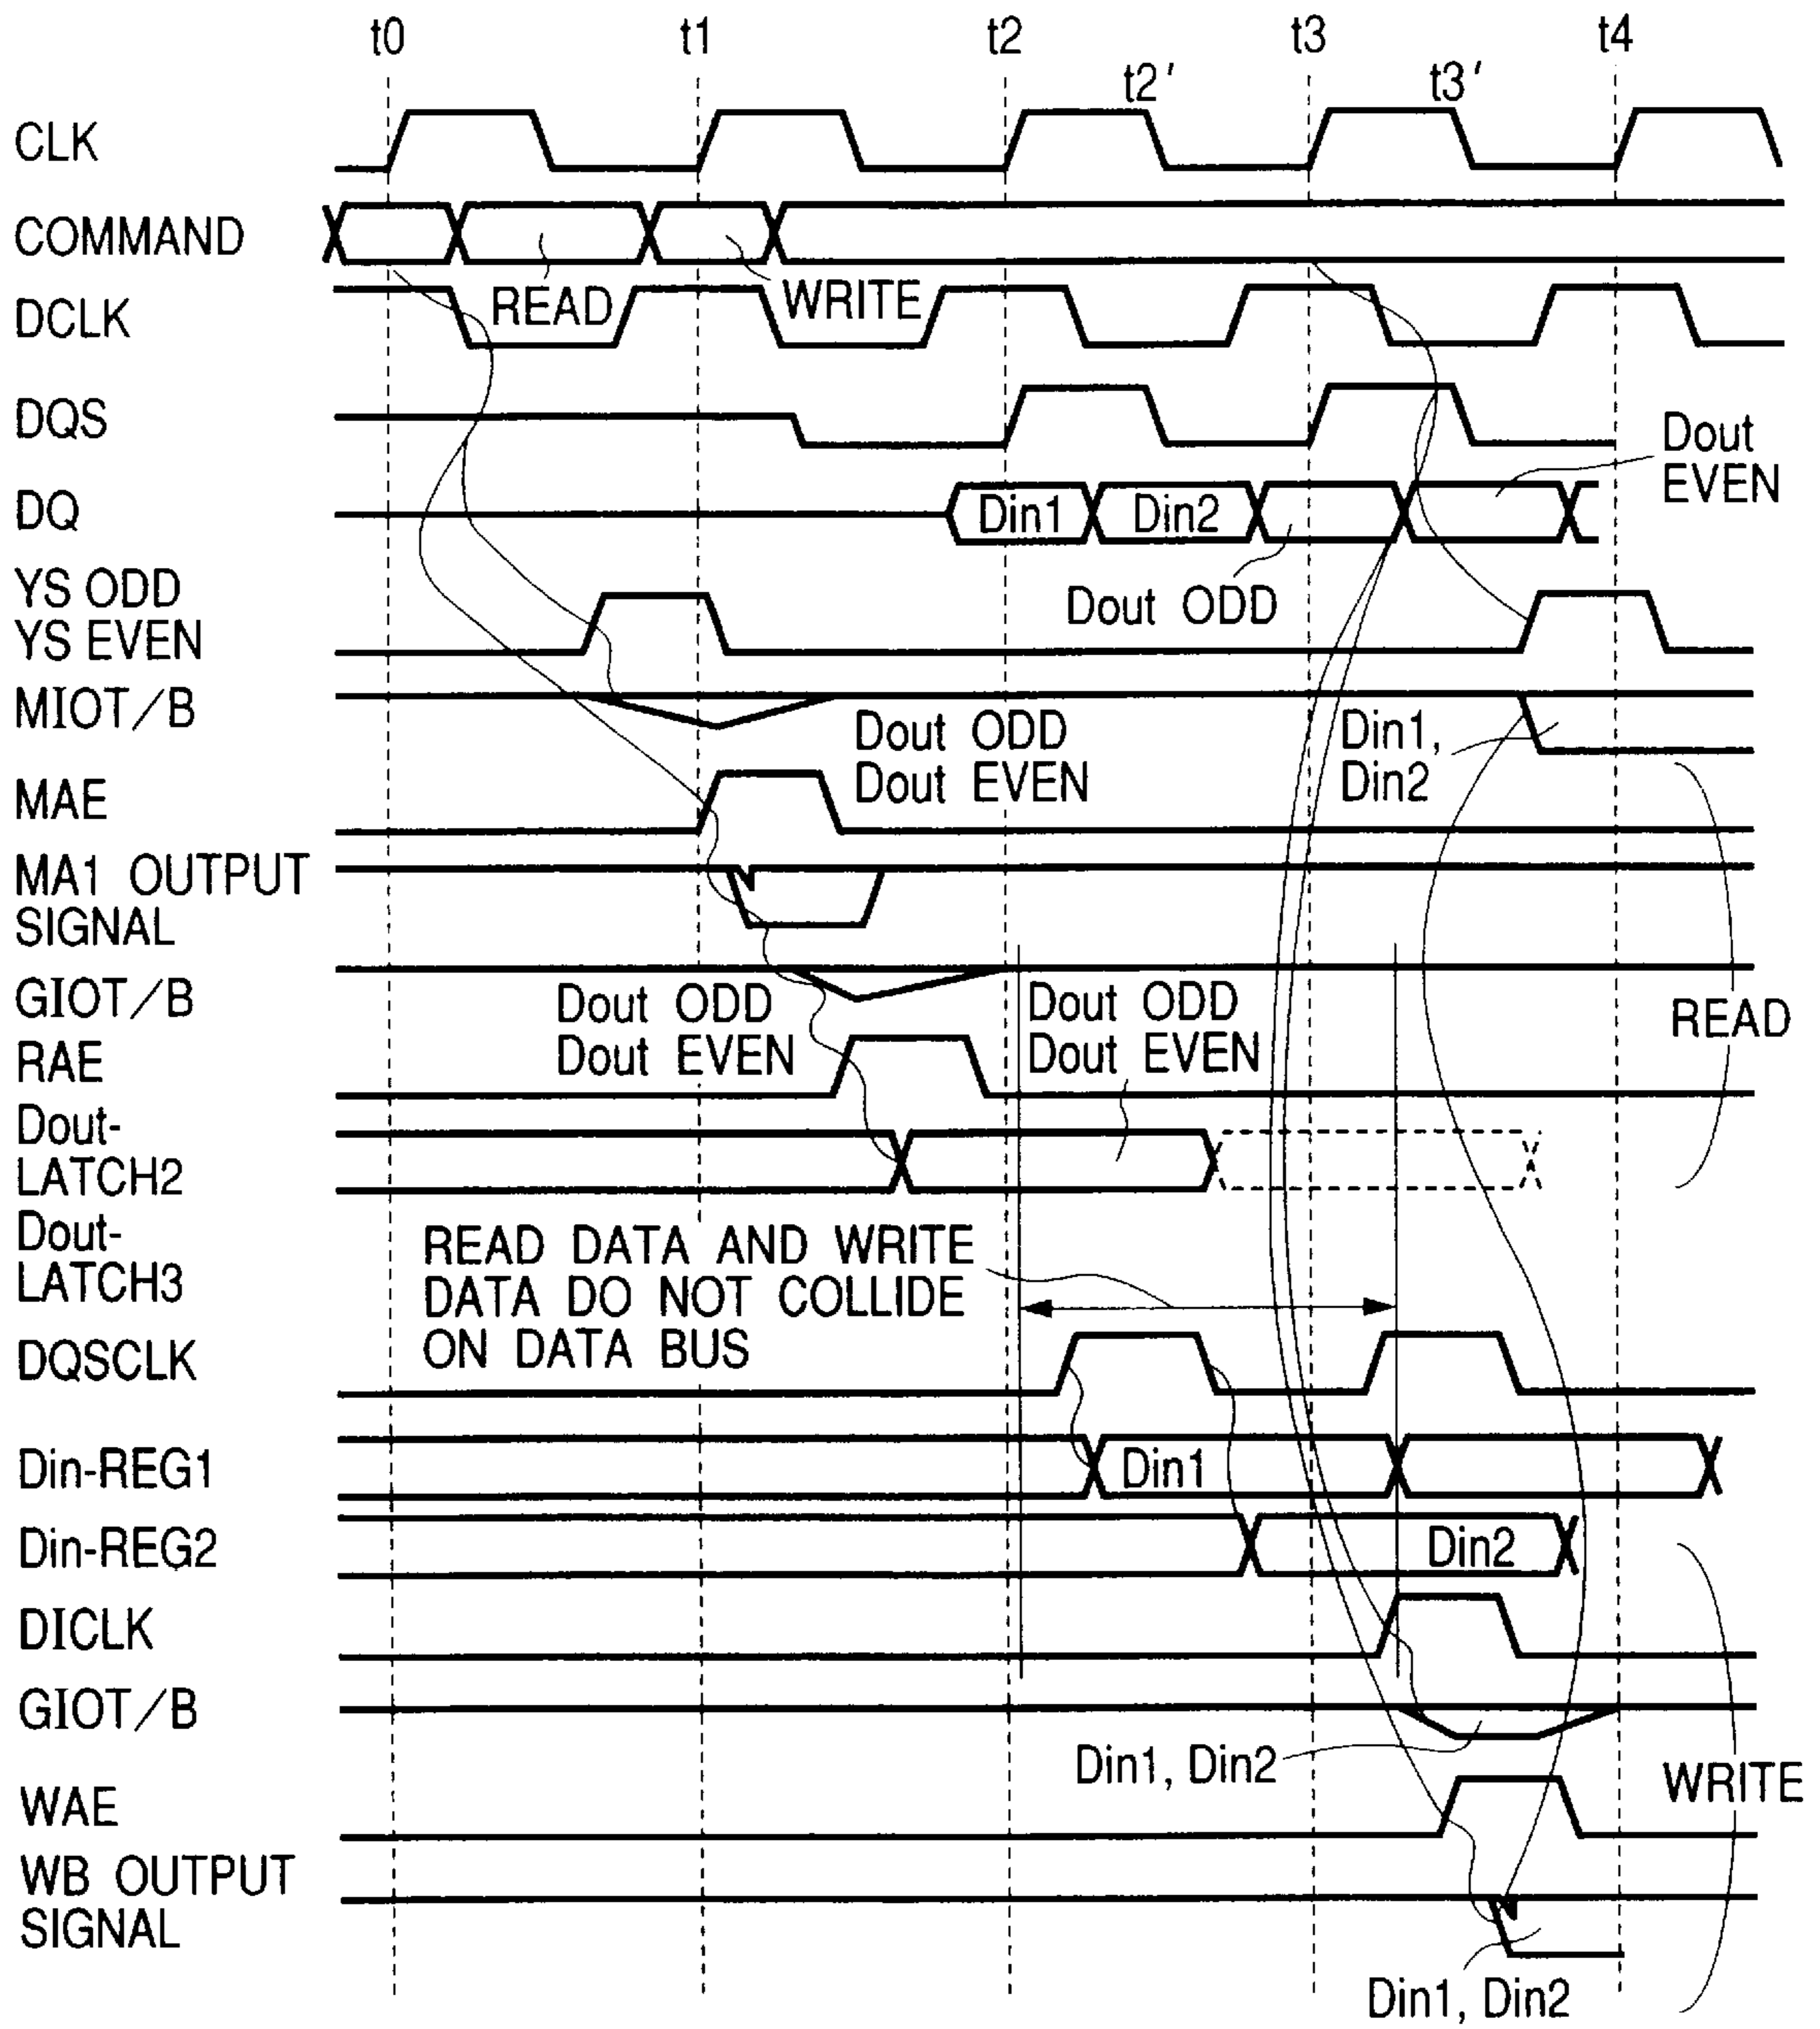 t0 t1 t2 t3 t4
t2' t3'
CLK
COMMAND
READ WRITE
DCLK
DQS
Dout
EVEN
DQ Din1 Din2
Dout ODD
YS ODD
YS EVEN
MIOT/B
Dout ODD
Dout EVEN
Din1,
Din2
MAE
MA1 OUTPUT
SIGNAL
GIOT/B
Dout ODD
Dout EVEN
Dout ODD
Dout EVEN
READ
RAE
Dout-
LATCH2
Dout-
LATCH3
READ DATA AND WRITE
DATA DO NOT COLLIDE
ON DATA BUS
DQSCLK
Din-REG1 Din1
Din-REG2 Din2
DICLK
GIOT/B
Din1, Din2
WRITE
WAE
WB OUTPUT
SIGNAL
Din1, Din2